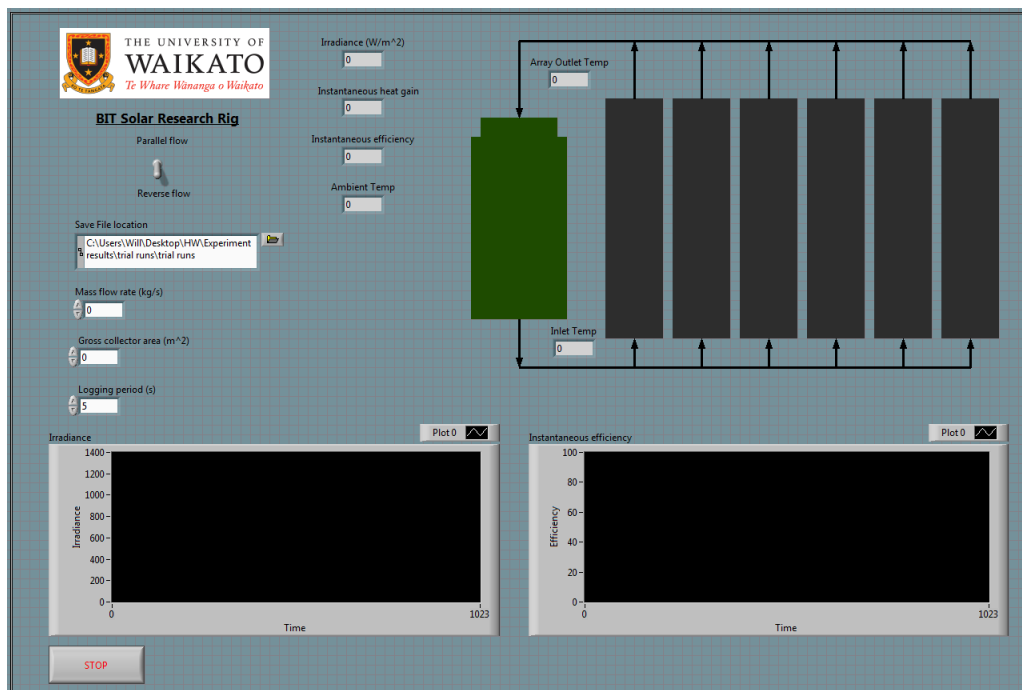 THE UNIVERSITY OF
WAIKATO
Te Whare Wānanga o Waikato
BIT Solar Research Rig
Parallel flow
Reverse flow
Save File location
C:\Users\Will\Desktop\HW\Experiment
results\trial runs\trial runs
Mass flow rate (kg/s)
0
Gross collector area (m^2)
0
Logging period (s)
5
Irradiance (W/m^2)
0
Instantaneous heat gain
0
Instantaneous efficiency
0
Ambient Temp
0
Array Outlet Temp
0
Inlet Temp
0
Irradiance
Plot 0
1400
1200
1000
800
600
400
200
0
Irradiance
0
1023
Time
Instantaneous efficiency
Plot 0
100
80
60
40
20
0
Efficiency
0
1023
Time
STOP